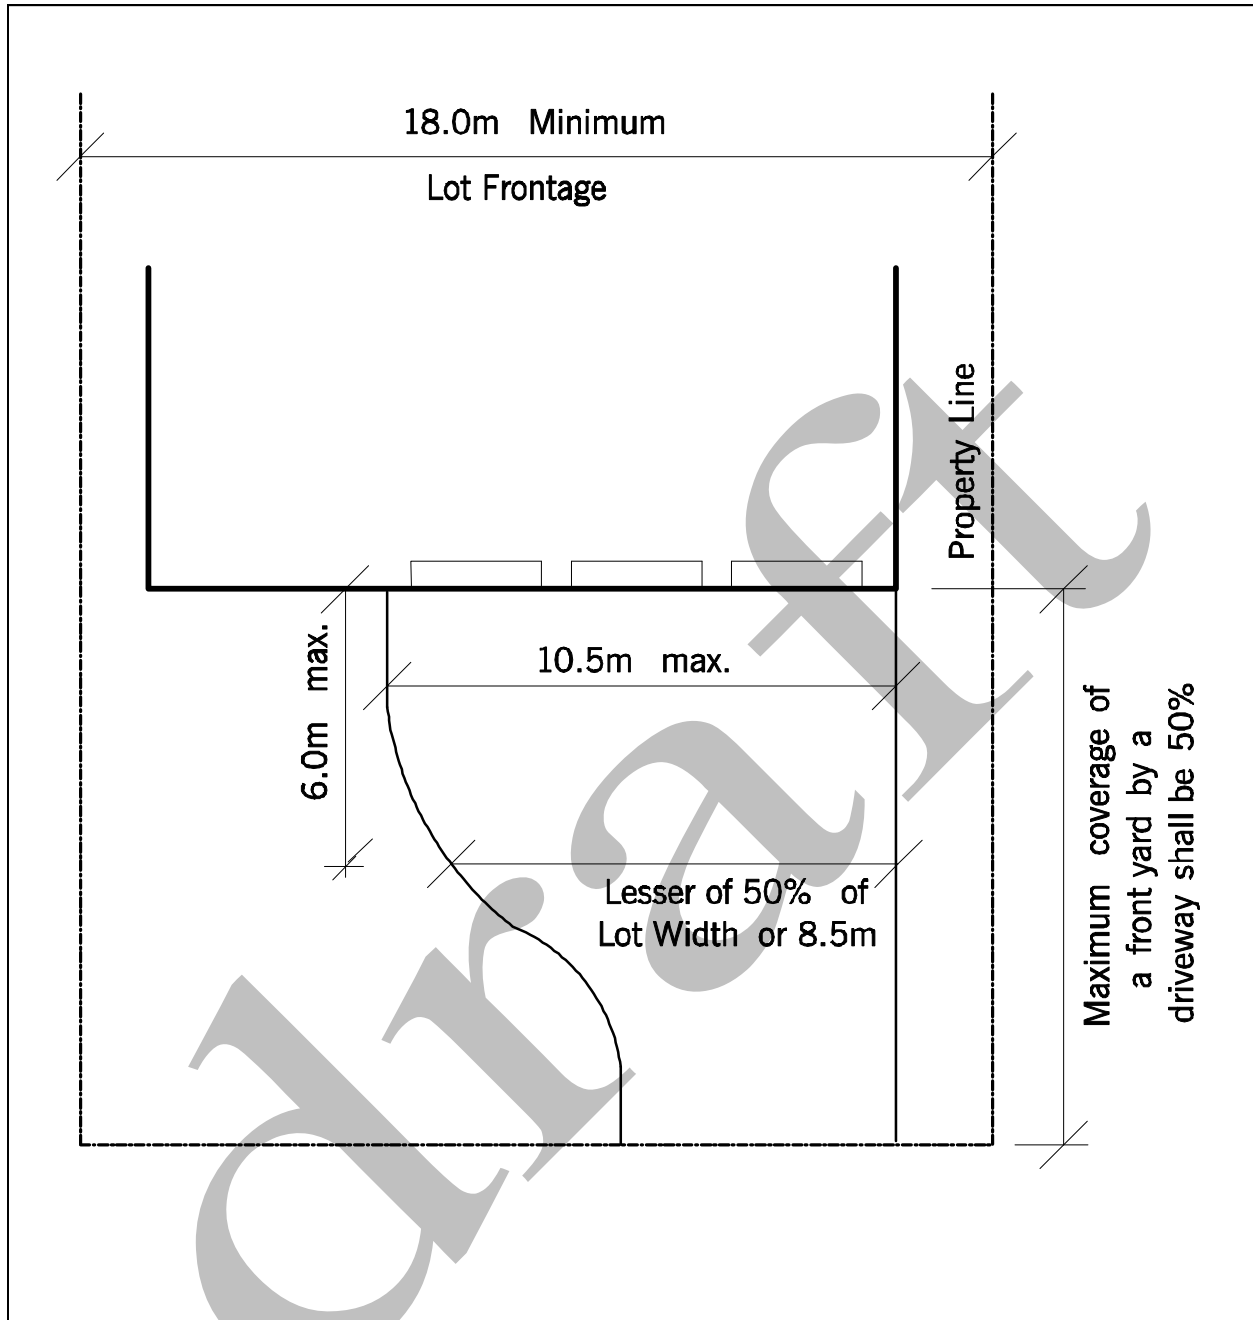 18.0m Minimum
Lot Frontage
Property Line
10.5m max.
6.0m max.
Lesser of 50% of
Lot Width or 8.5m
Maximum coverage of
a front yard by a
driveway shall be 50%
draft